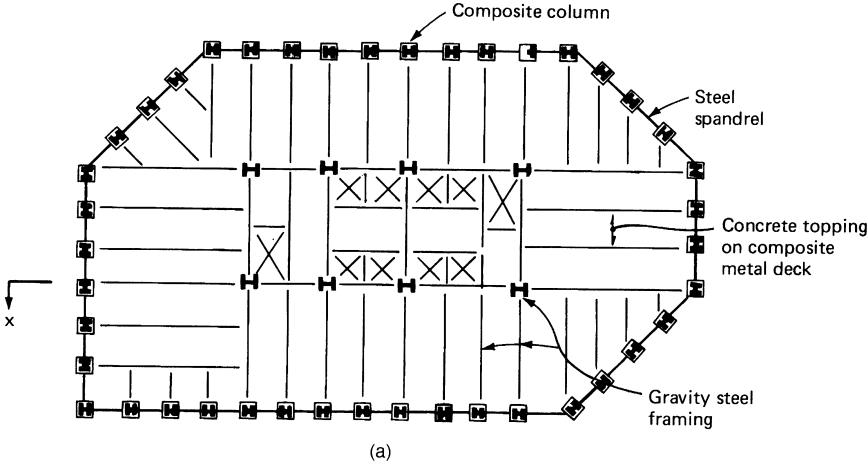 Composite column
Steel
spandrel
Concrete topping
on composite
metal deck
x
Gravity steel
framing
(a)